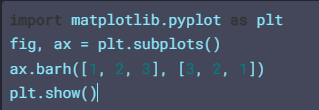 import matplotlib.pyplot as plt
fig, ax = plt.subplots()
ax.barh([1, 2, 3], [3, 2, 1])
plt.show()